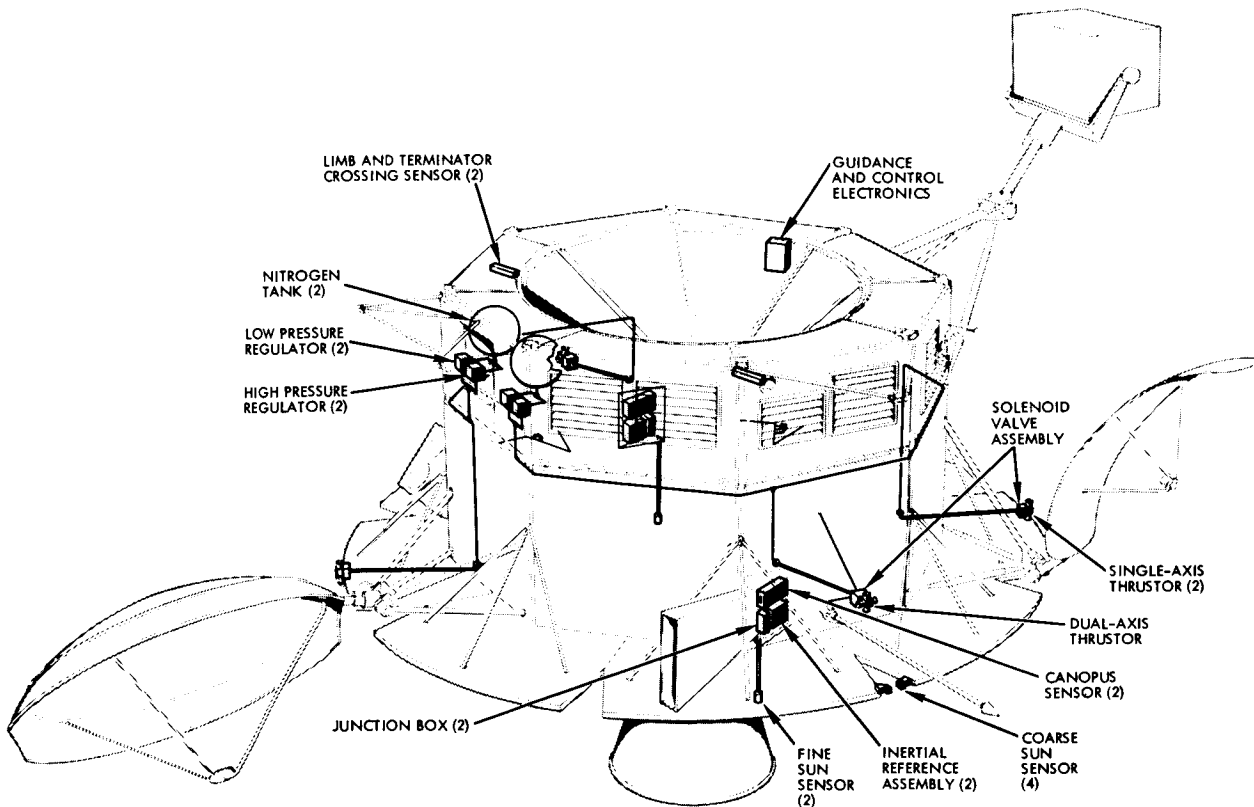 LIMB AND TERMINATOR
CROSSING SENSOR (2)
GUIDANCE
AND CONTROL
ELECTRONICS
NITROGEN
TANK (2)
LOW PRESSURE
REGULATOR (2)
HIGH PRESSURE
REGULATOR (2)
SOLENOID
VALVE
ASSEMBLY
SINGLE-AXIS
THRUSTOR (2)
DUAL-AXIS
THRUSTOR
CANOPUS
SENSOR (2)
JUNCTION BOX (2)
FINE
SUN
SENSOR
(2)
INERTIAL
REFERENCE
ASSEMBLY (2)
COARSE
SUN
SENSOR
(4)